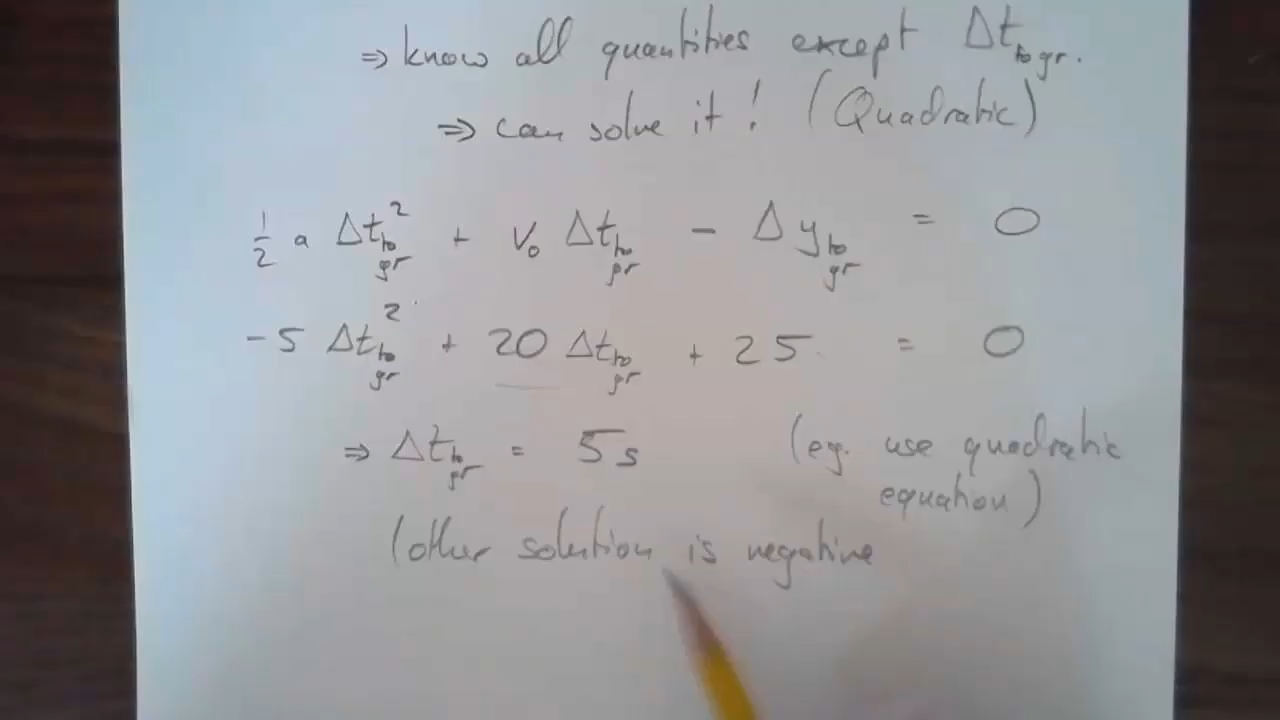 ⇒ know all quantities except Δt to gr.
⇒ can solve it! (Quadratic)
½ a Δt to gr ² + V₀ Δt to gr - Δy to gr = 0
-5 Δt to gr ² + 20 Δt to gr + 25 = 0
⇒ Δt to gr = 5s (eg. use quadratic
equation)
(other solution is negative